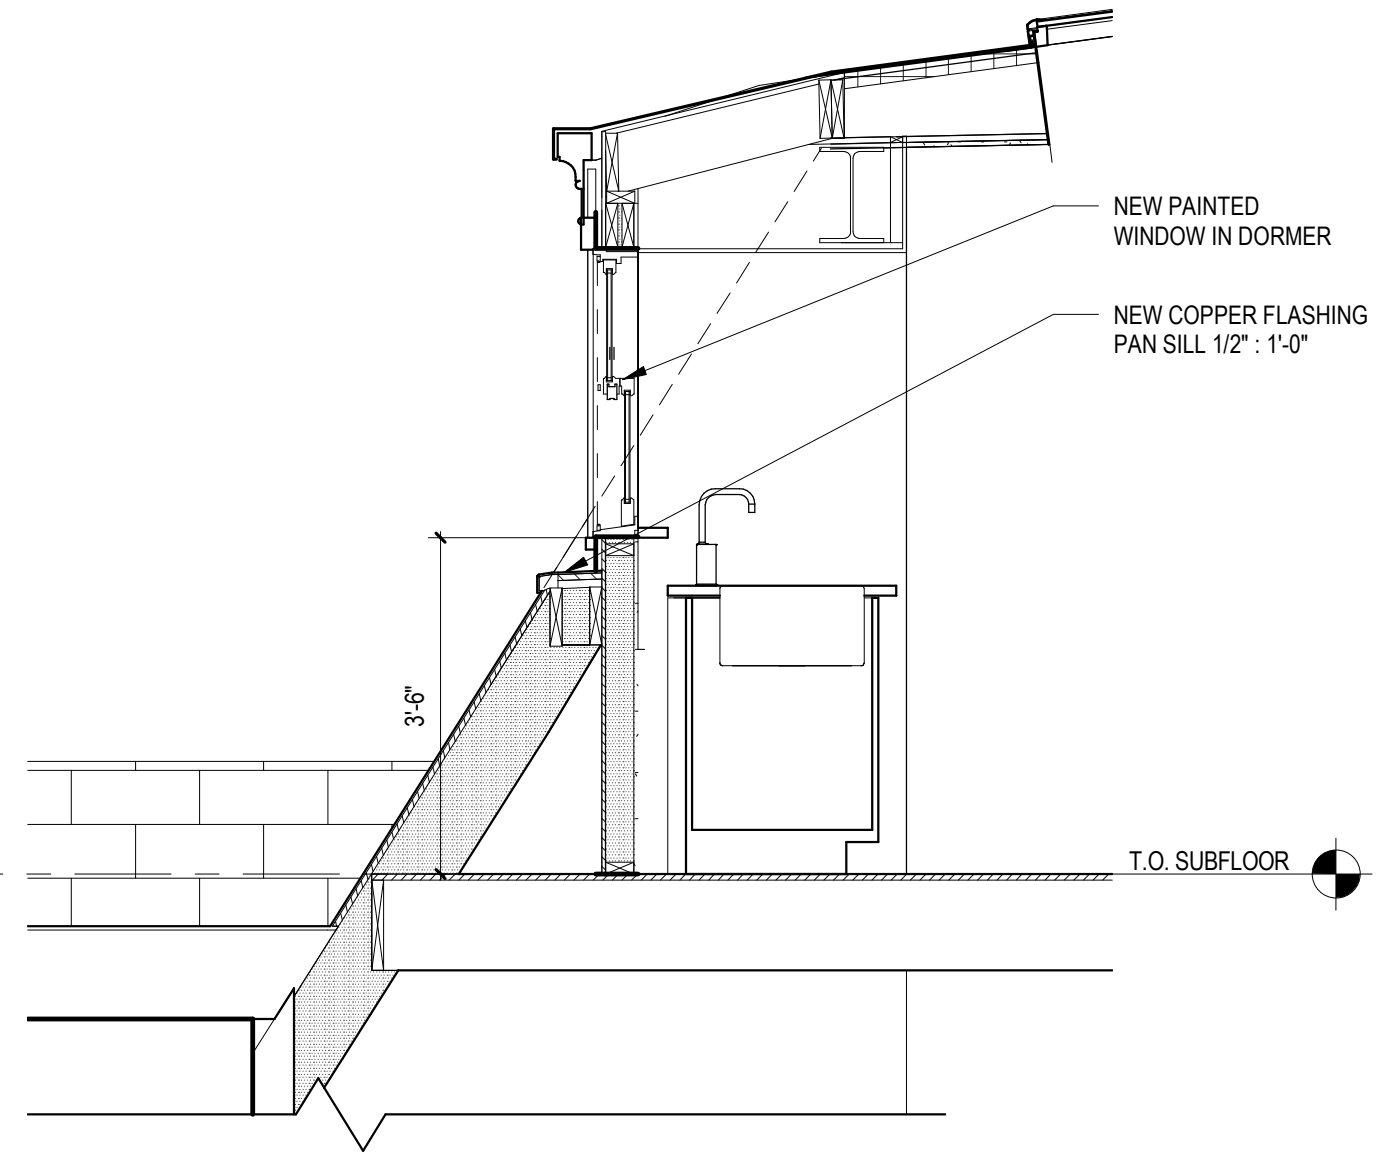 NEW PAINTED
WINDOW IN DORMER
NEW COPPER FLASHING
PAN SILL 1/2" : 1'-0"
3'-6"
T.O. SUBFLOOR